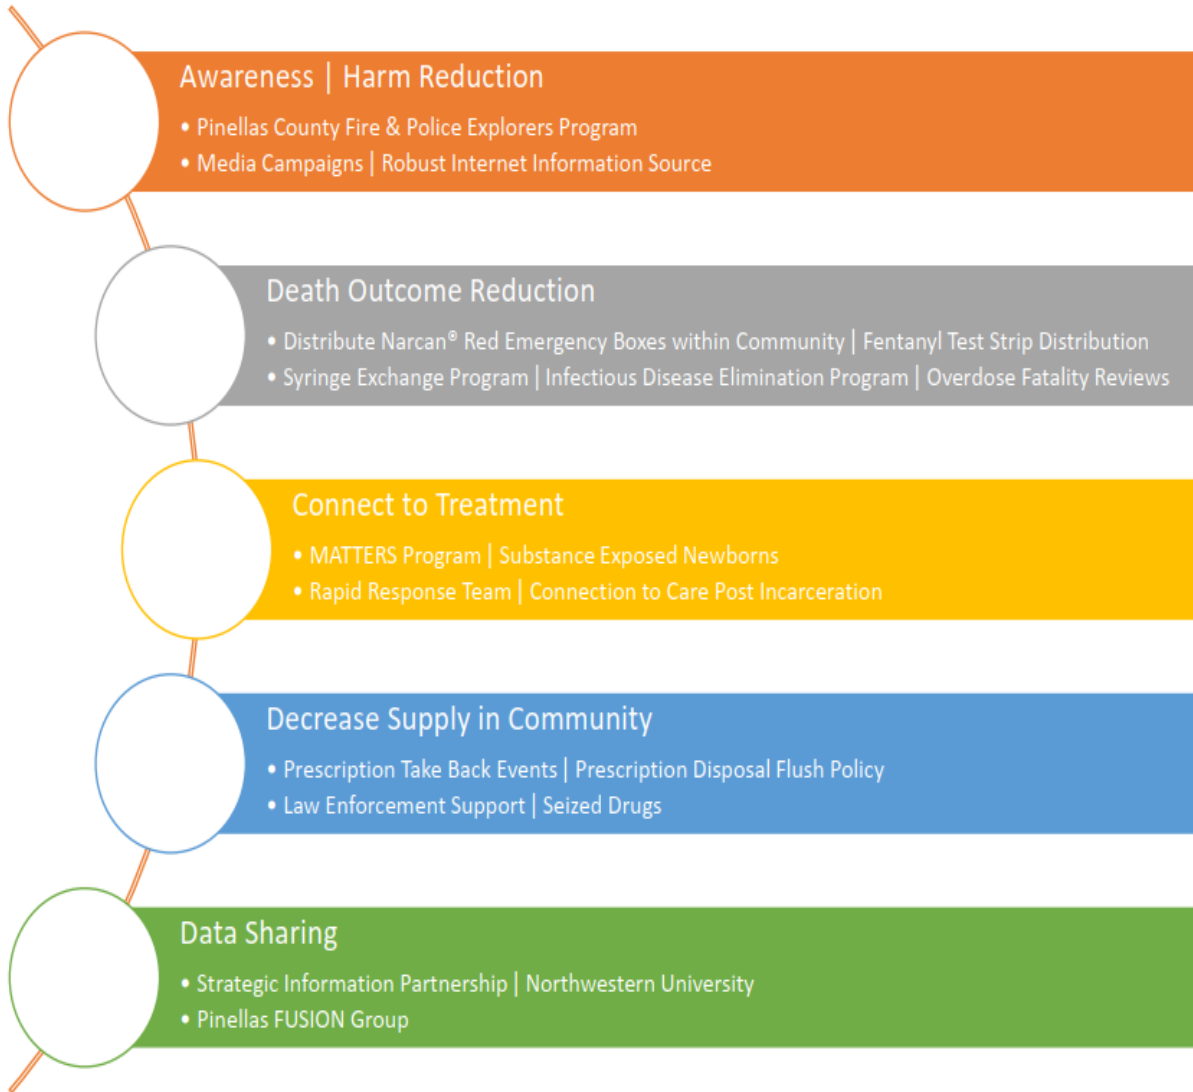 Awareness | Harm Reduction
• Pinellas County Fire & Police Explorers Program
• Media Campaigns | Robust Internet Information Source
Death Outcome Reduction
• Distribute Narcan® Red Emergency Boxes within Community | Fentanyl Test Strip Distribution
• Syringe Exchange Program | Infectious Disease Elimination Program | Overdose Fatality Reviews
Connect to Treatment
• MATTERS Program | Substance Exposed Newborns
• Rapid Response Team | Connection to Care Post Incarceration
Decrease Supply in Community
• Prescription Take Back Events | Prescription Disposal Flush Policy
• Law Enforcement Support | Seized Drugs
Data Sharing
• Strategic Information Partnership | Northwestern University
• Pinellas FUSION Group